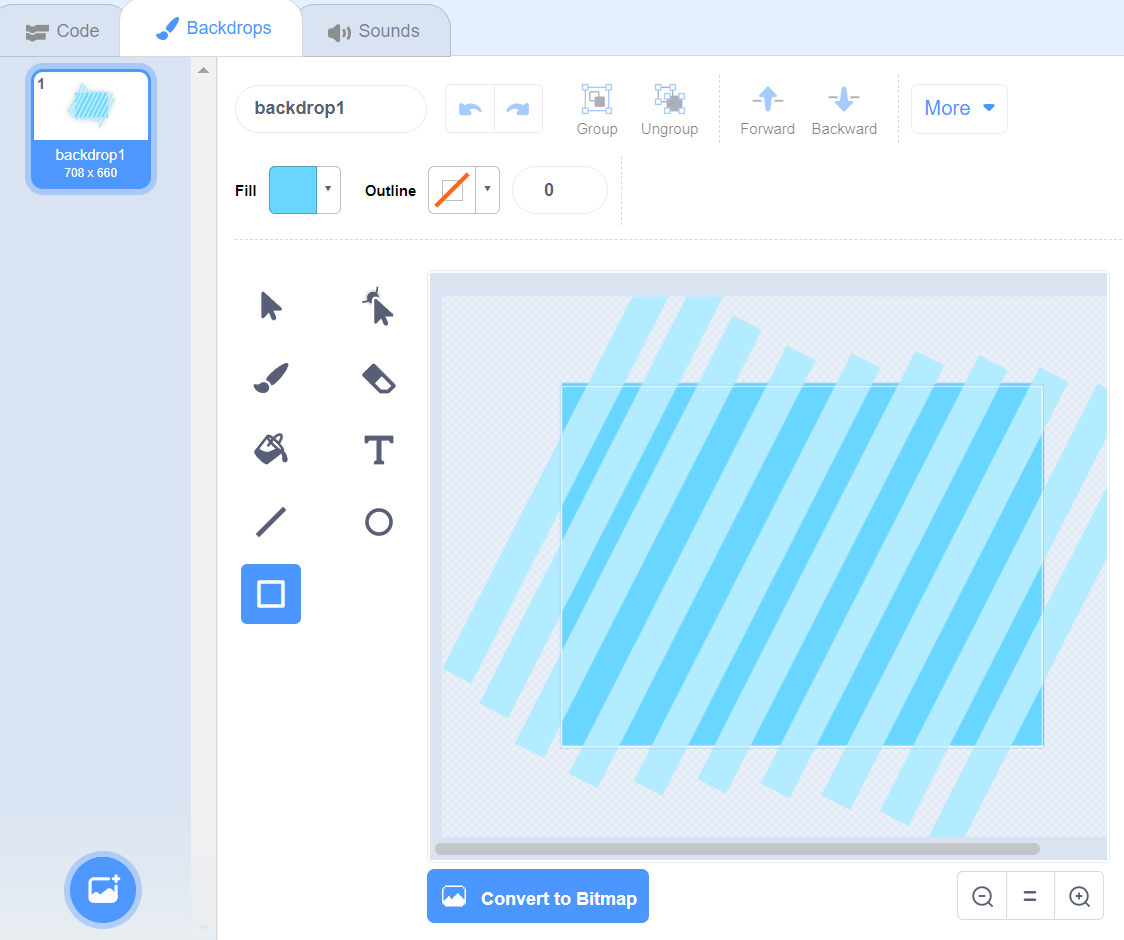 Code
Backdrops
Sounds
1
backdrop1
708 x 660
backdrop1
Group
Ungroup
Forward
Backward
More
Fill
Outline
0
Convert to Bitmap